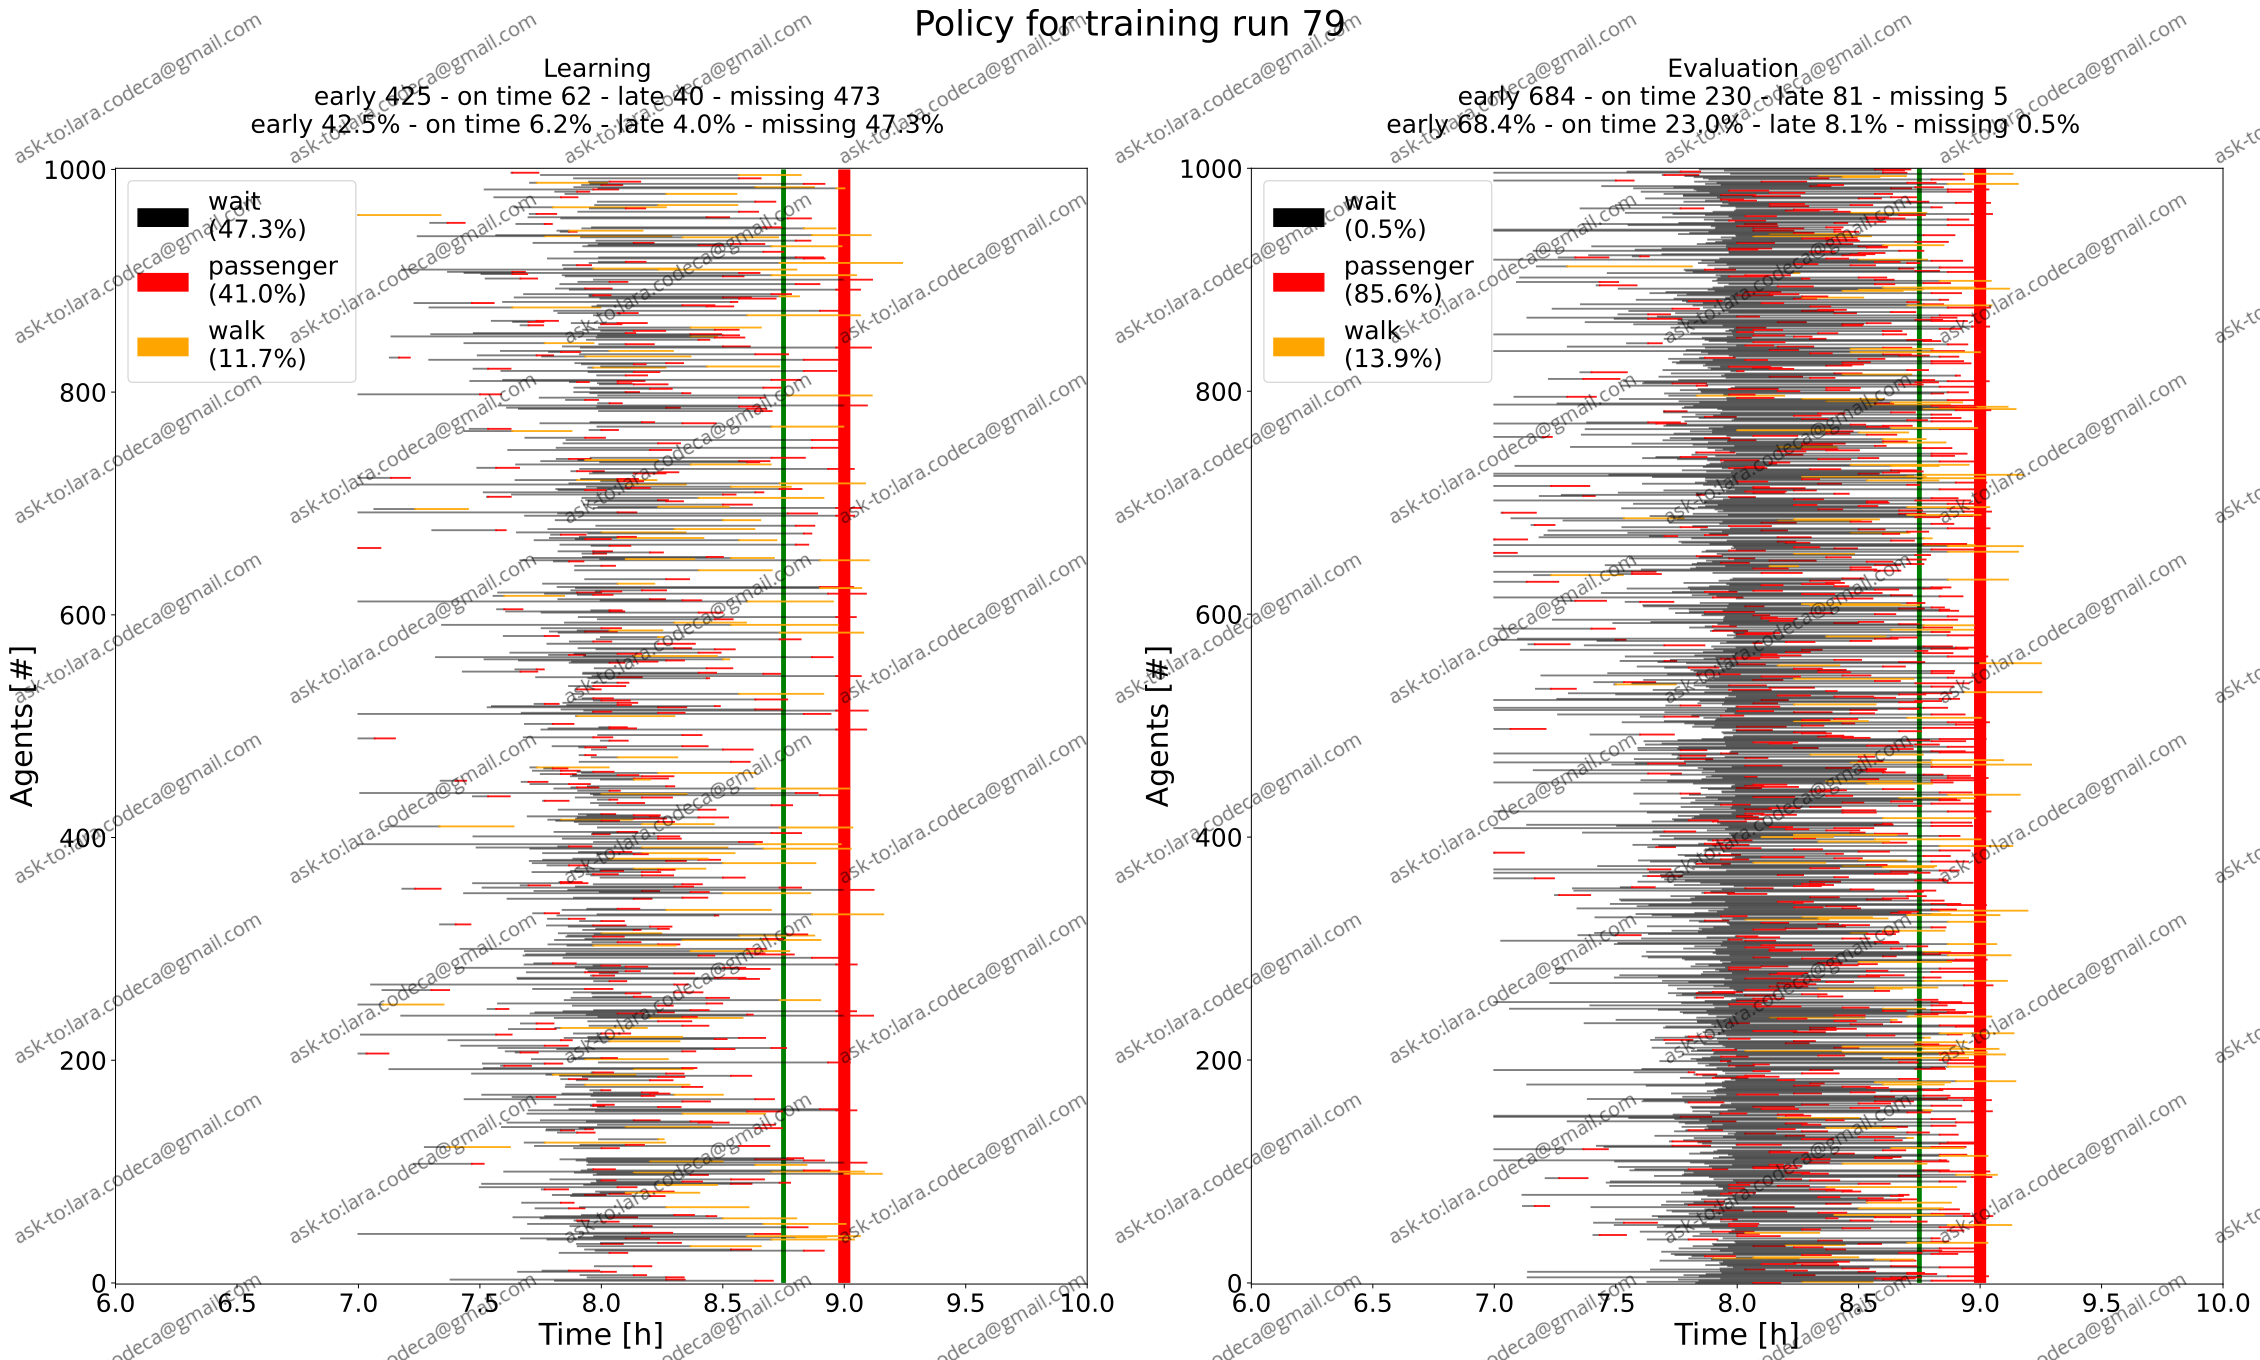 Policy for training run 79
Learning
early 425 - on time 62 - late 40 - missing 473
early 42.5% - on time 6.2% - late 4.0% - missing 47.3%
1000
800
600
400
200
0
Agents [#]
wait
(47.3%)
passenger
(41.0%)
walk
(11.7%)
6.0 6.5 7.0 7.5 8.0 8.5 9.0 9.5 10.0
Time [h]
Evaluation
early 684 - on time 230 - late 81 - missing 5
early 68.4% - on time 23.0% - late 8.1% - missing 0.5%
1000
800
600
400
200
0
Agents [#]
wait
(0.5%)
passenger
(85.6%)
walk
(13.9%)
6.0 6.5 7.0 7.5 8.0 8.5 9.0 9.5 10.0
Time [h]
ask-to:lara.codeca@gmail.com